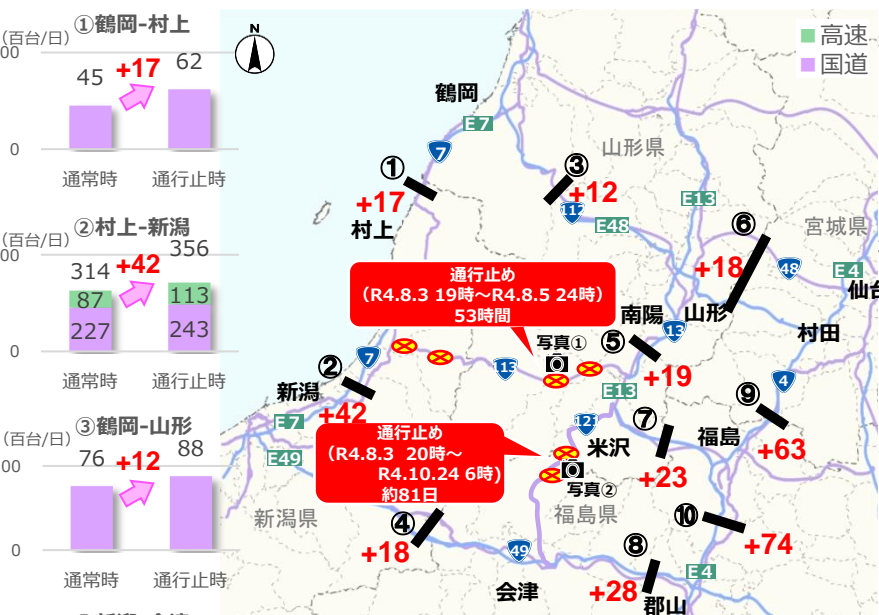 ①鶴岡-村上
(百台/日)
00
45
+17
62
0
通常時
通行止時
②村上-新潟
(百台/日)
00
314
+42
356
87
113
227
243
0
通常時
通行止時
③鶴岡-山形
(百台/日)
00
76
+12
88
0
通常時
通行止時
N
高速
国道
鶴岡
E7
7
①
+17
村上
③
+12
112
山形県
E13
E48
⑥
+18
48
宮城県
E4
仙台
通行止め
(R4.8.3 19時～R4.8.5 24時)
53時間
写真①
南陽
山形
⑤
13
+19
村田
②
7
新潟
+42
E7
E49
113
E13
4
⑨
+63
通行止め
(R4.8.3 20時～
R4.10.24 6時)
約81日
121
米沢
写真②
⑦
+23
福島
新潟県
福島県
④
+18
49
会津
⑧
+28
郡山
⑩
+74
E4